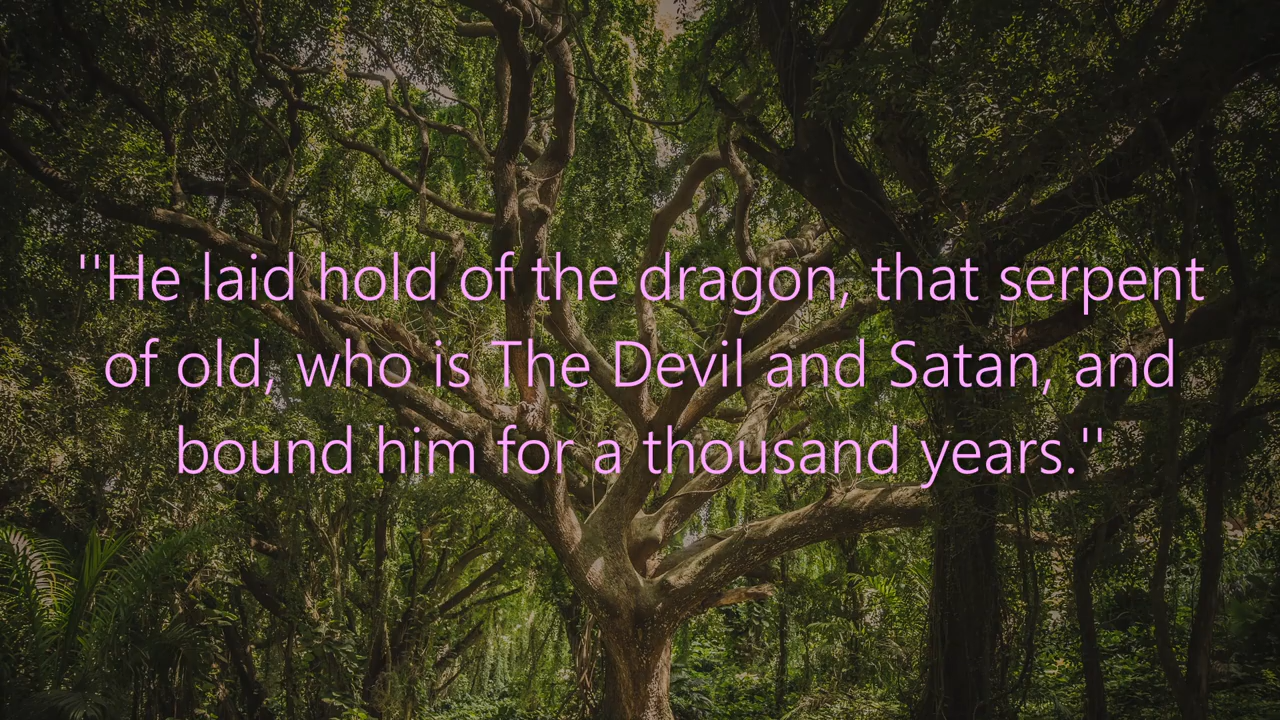 ''He laid hold of the dragon, that serpent
of old, who is The Devil and Satan, and
bound him for a thousand years.''